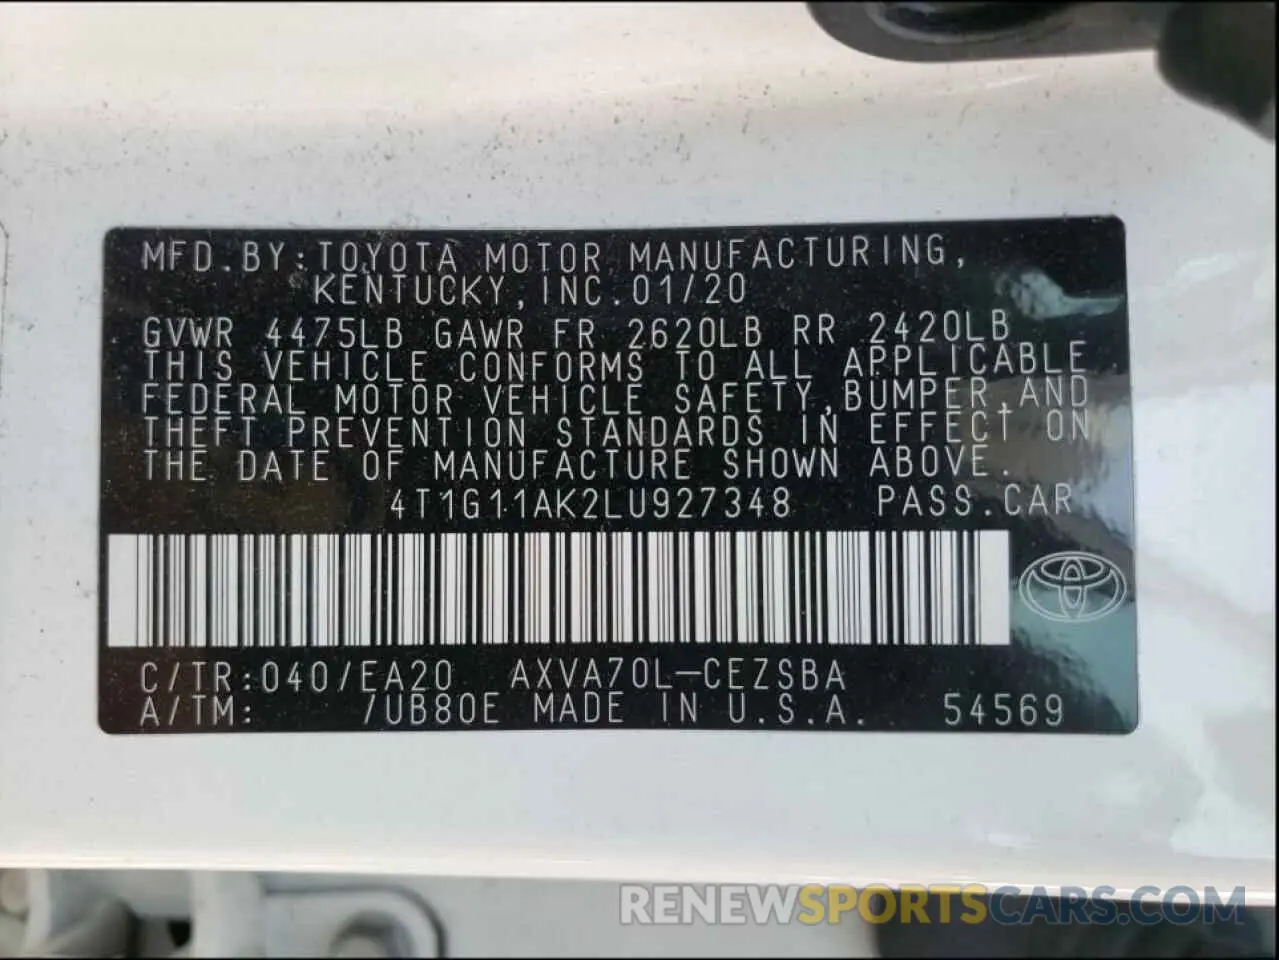 MFD.BY:TOYOTA MOTOR MANUFACTURING,
KENTUCKY,INC.01/20
GVWR 4475LB GAWR FR 2620LB RR 2420LB
THIS VEHICLE CONFORMS TO ALL APPLICABLE
FEDERAL MOTOR VEHICLE SAFETY,BUMPER,AND
THEFT PREVENTION STANDARDS IN EFFECT ON
THE DATE OF MANUFACTURE SHOWN ABOVE.
4T1G11AK2LU927348 PASS.CAR
C/TR:040/EA20 AXVA70L-CEZSBA
A/TM: /UB80E MADE IN U.S.A. 54569
RENEWSPORTSCARS.COM